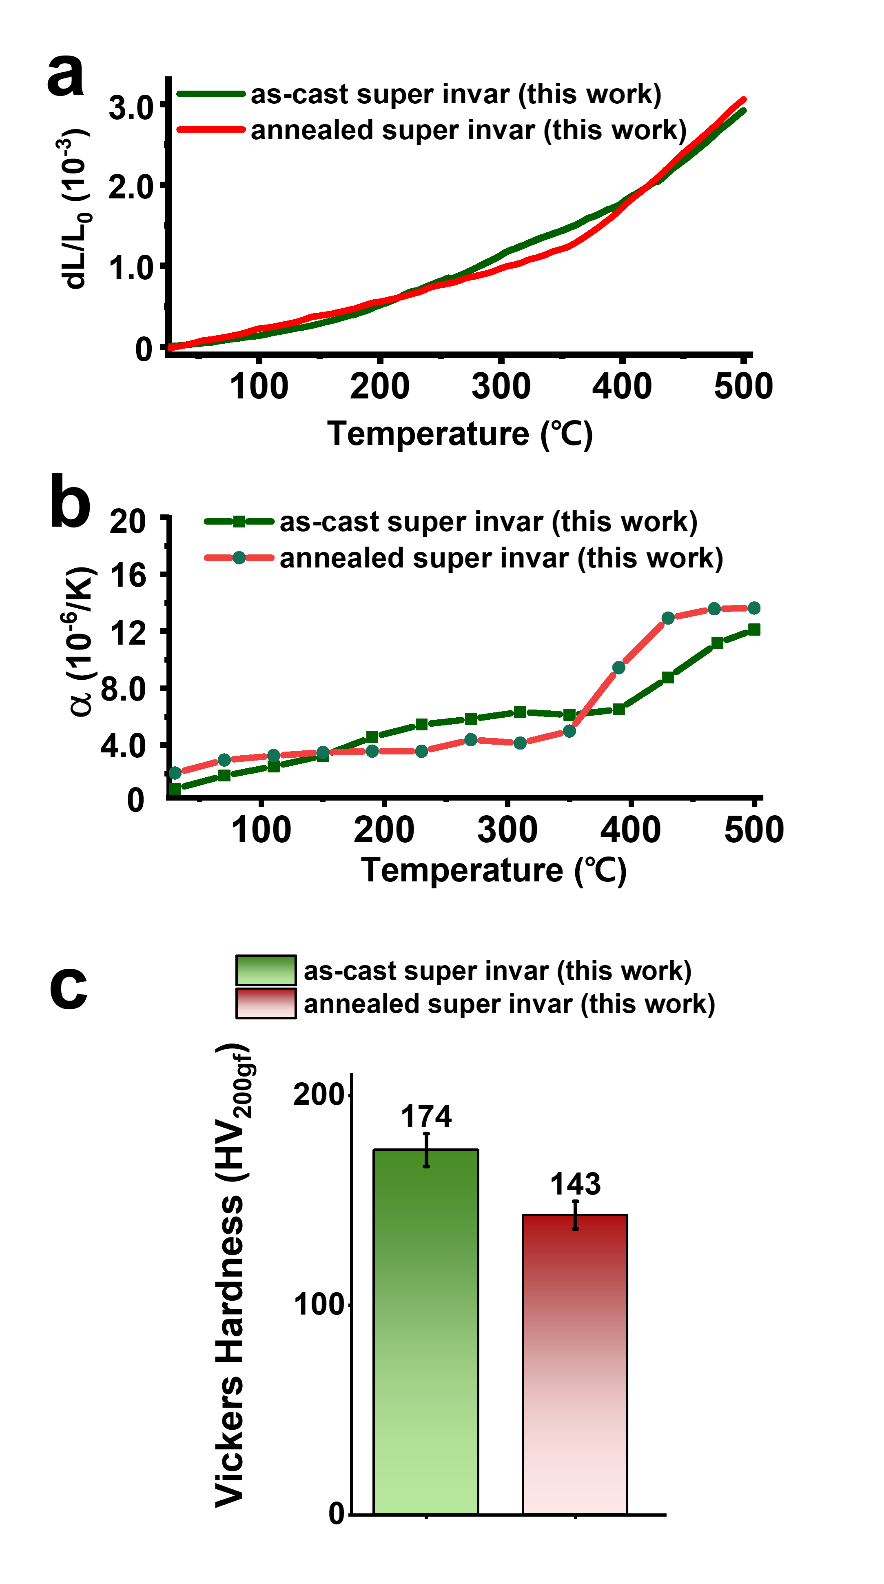 a
as-cast super invar (this work)
annealed super invar (this work)
dL/L0 (10-3)
3.0
2.0
1.0
0
100 200 300 400 500
Temperature (℃)
b
as-cast super invar (this work)
annealed super invar (this work)
α (10-6/K)
20
16
12
8.0
4.0
0
100 200 300 400 500
Temperature (℃)
c
as-cast super invar (this work)
annealed super invar (this work)
Vickers Hardness (HV200gf)
200
174
143
100
0